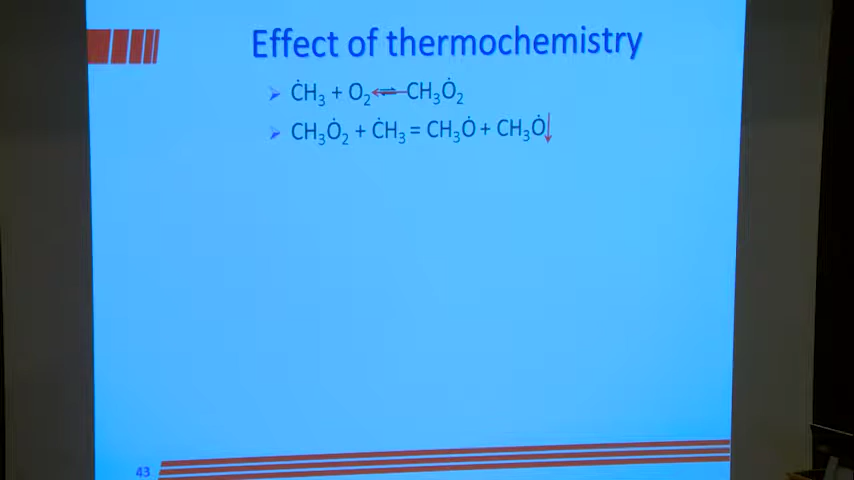 Effect of thermochemistry
ĊH₃ + O₂ ⇌ CH₃Ȯ₂
CH₃Ȯ₂ + ĊH₃ = CH₃Ȯ + CH₃Ȯ↓
43